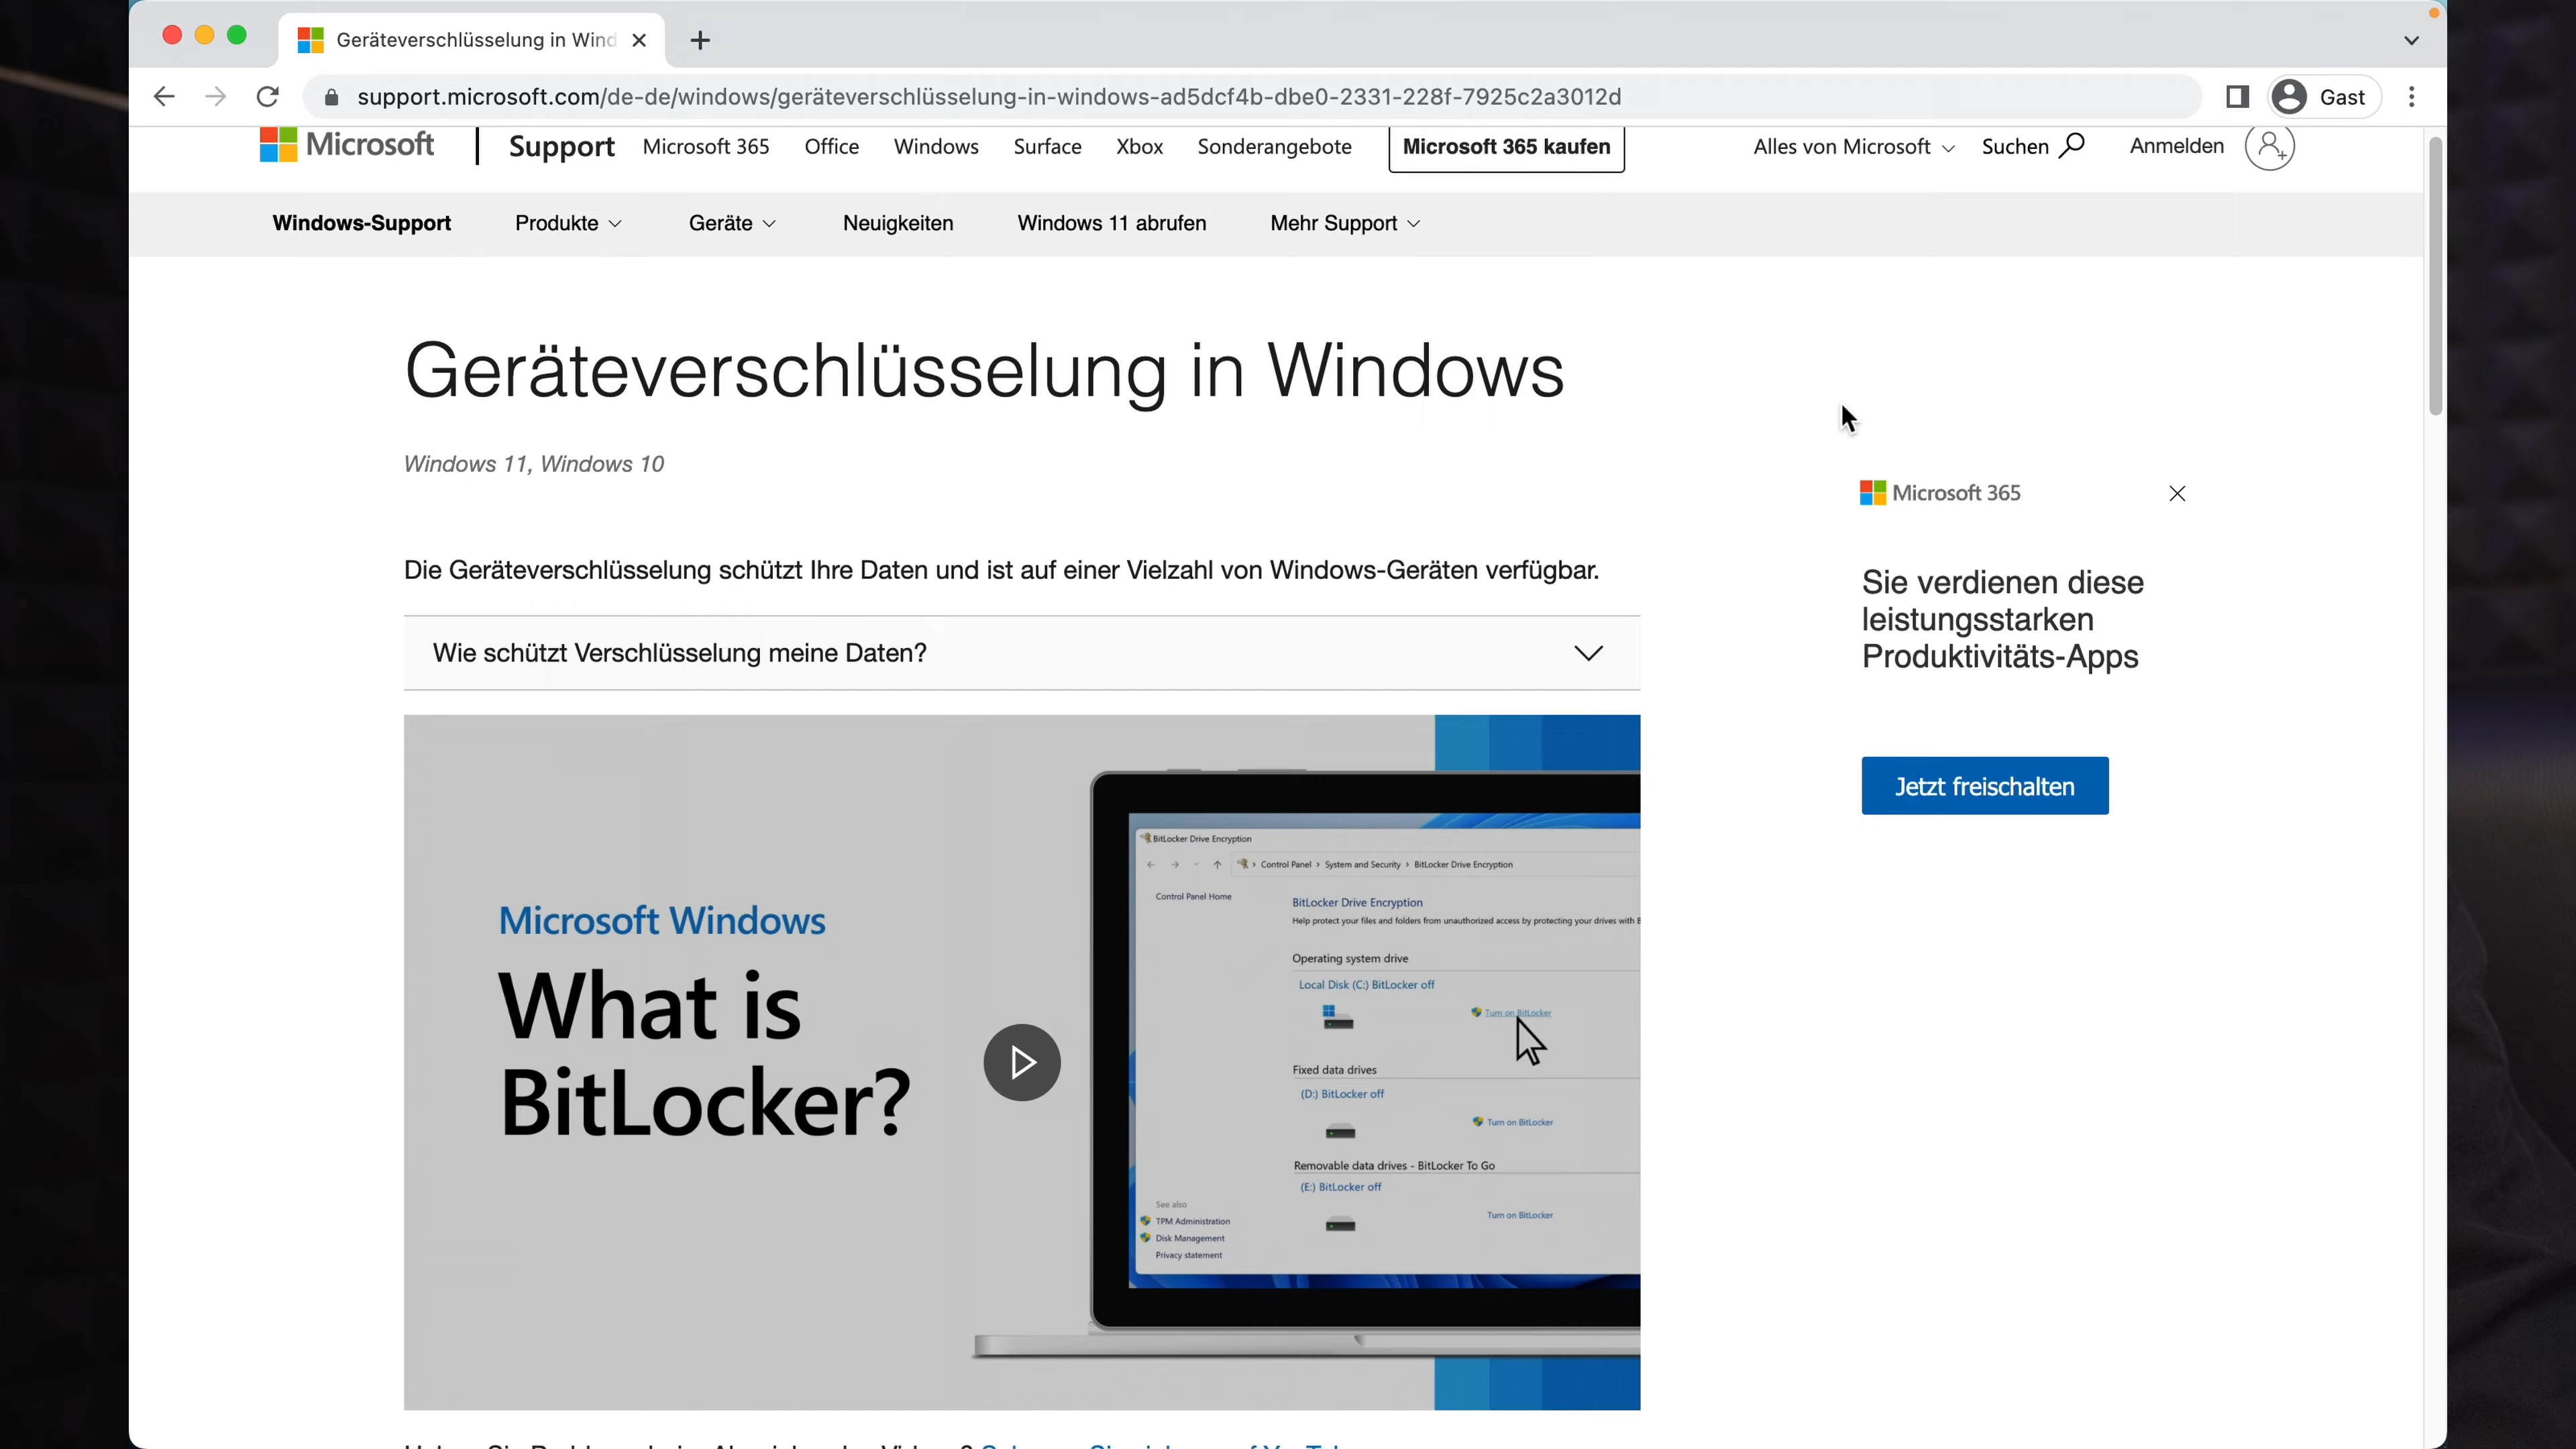 Geräteverschlüsselung in Wind
support.microsoft.com/de-de/windows/geräteverschlüsselung-in-windows-ad5dcf4b-dbe0-2331-228f-7925c2a3012d
Gast
Microsoft Support Microsoft 365 Office Windows Surface Xbox Sonderangebote Microsoft 365 kaufen Alles von Microsoft Suchen Anmelden
Windows-Support Produkte Geräte Neuigkeiten Windows 11 abrufen Mehr Support
Geräteverschlüsselung in Windows
Windows 11, Windows 10
Die Geräteverschlüsselung schützt Ihre Daten und ist auf einer Vielzahl von Windows-Geräten verfügbar.
Wie schützt Verschlüsselung meine Daten?
Microsoft Windows
What is
BitLocker?
BitLocker Drive Encryption
Control Panel > System and Security > BitLocker Drive Encryption
Control Panel Home
BitLocker Drive Encryption
Help protect your files and folders from unauthorized access by protecting your drives with
Operating system drive
Local Disk (C:) BitLocker off
Turn on BitLocker
Fixed data drives
(D:) BitLocker off
Turn on BitLocker
Removable data drives - BitLocker To Go
(E:) BitLocker off
Turn on BitLocker
See also
TPM Administration
Disk Management
Privacy statement
Microsoft 365
Sie verdienen diese
leistungsstarken
Produktivitäts-Apps
Jetzt freischalten